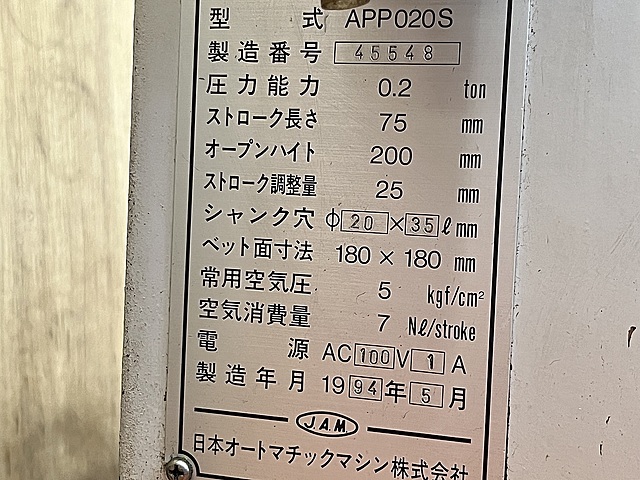 型式 APP020S
製造番号 45548
圧力能力 0.2 ton
ストローク長さ 75 mm
オープンハイト 200 mm
ストローク調整量 25 mm
シャンク穴 φ20×35ℓmm
ベット面寸法 180×180 mm
常用空気圧 5 kgf/cm²
空気消費量 7 Nℓ/stroke
電源 AC100V1A
製造年月 1994年5月
J.A.M.
日本オートマチックマシン株式会社